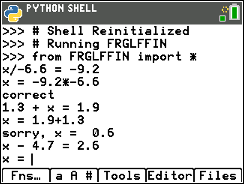 PYTHON SHELL
>>> # Shell Reinitialized
>>> # Running FRGLFFIN
>>> from FRGLFFIN import *
x/-6.6 = -9.2
x = -9.2*-6.6
correct
1.3 + x = 1.9
x = 1.9+1.3
sorry, x =  0.6
x - 4.7 = 2.6
x =
Fns… a A # Tools Editor Files